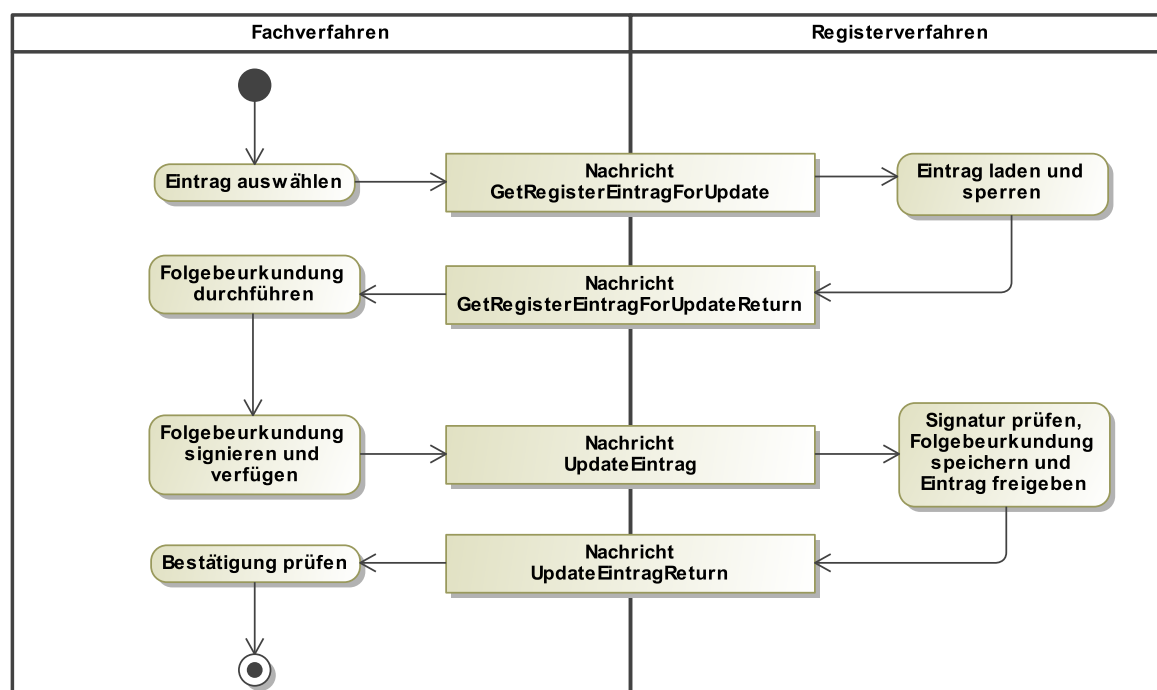 Fachverfahren
Registerverfahren
Eintrag auswählen
Nachricht
GetRegisterEintragForUpdate
Eintrag laden und
sperren
Nachricht
GetRegisterEintragForUpdateReturn
Folgebeurkundung
durchführen
Folgebeurkundung
signieren und
verfügen
Nachricht
UpdateEintrag
Signatur prüfen,
Folgebeurkundung
speichern und
Eintrag freigeben
Nachricht
UpdateEintragReturn
Bestätigung prüfen